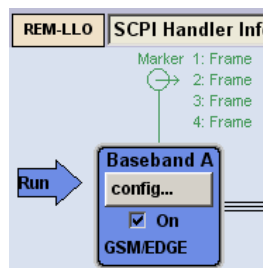 REM-LLO
SCPI Handler
Marker 1: Frame
2: Frame
3: Frame
4: Frame
Baseband A
Run
config...
On
GSM/EDGE